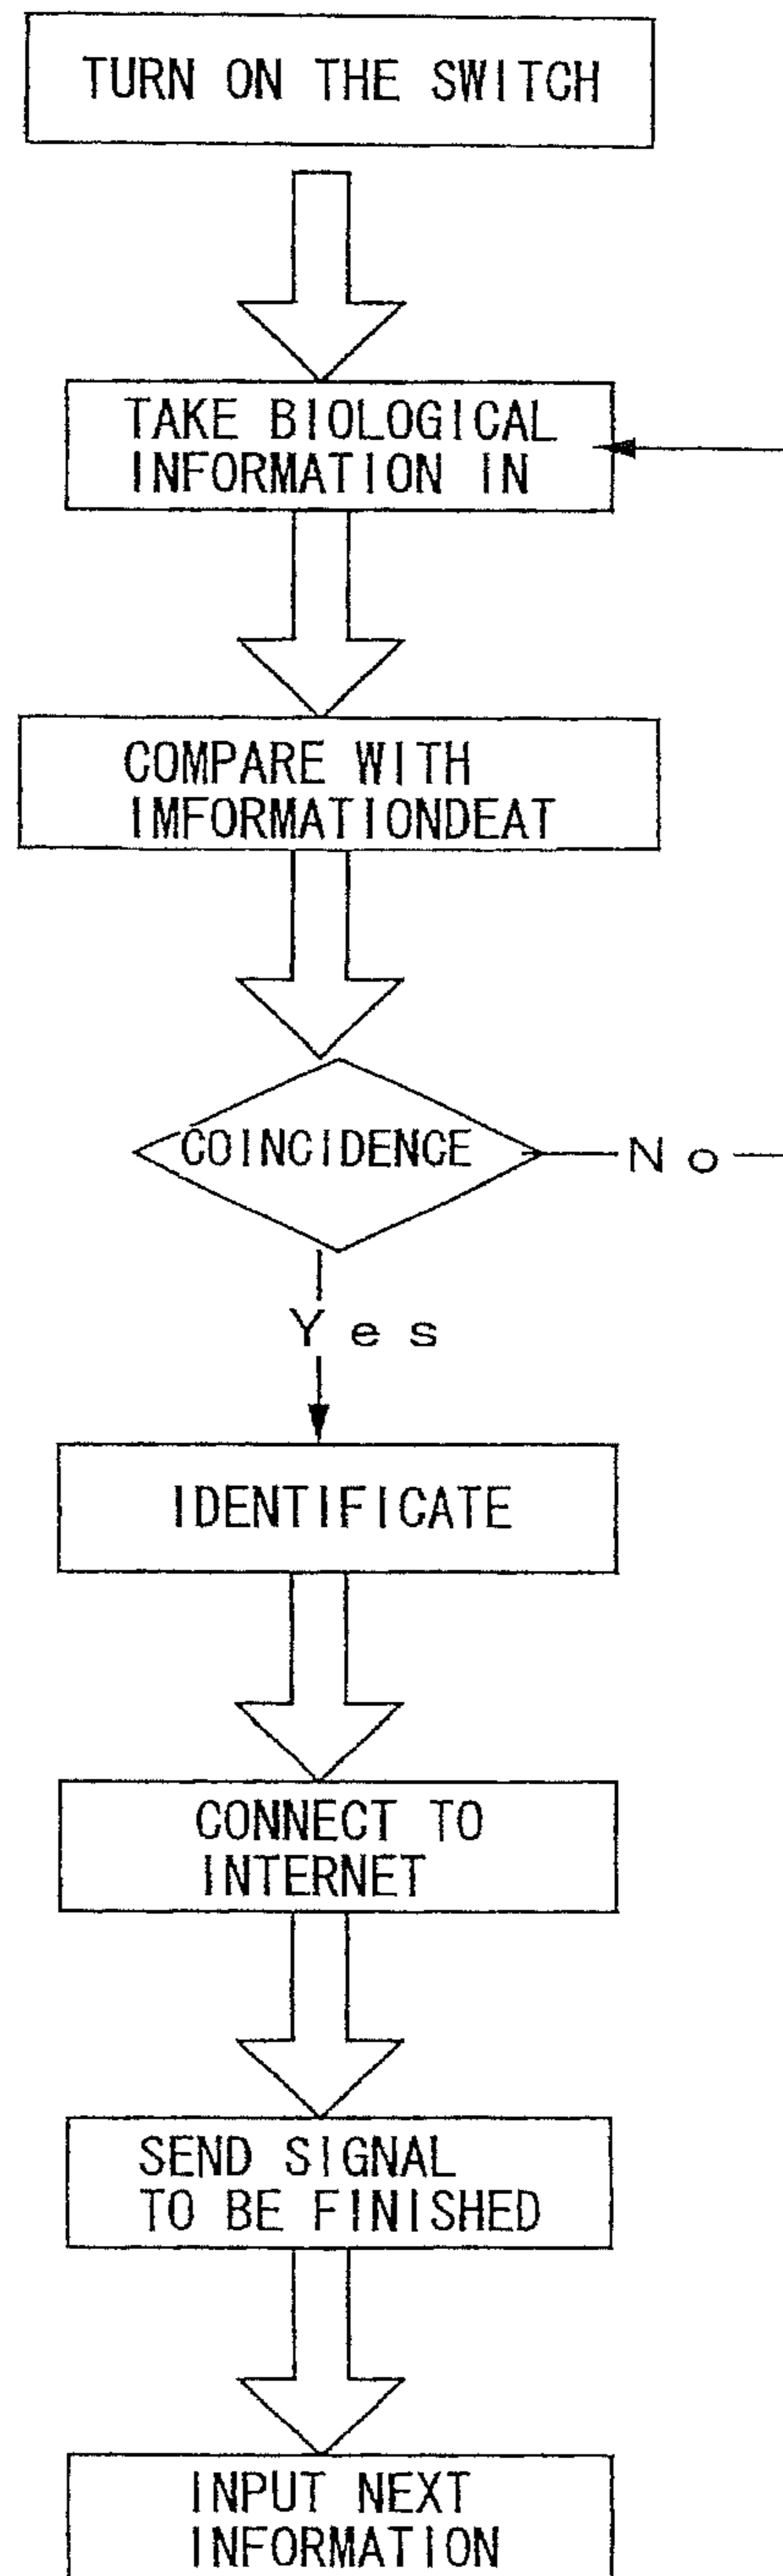 TURN ON THE SWITCH
TAKE BIOLOGICAL
INFORMATION IN
COMPARE WITH
IMFORMATIONDEAT
COINCIDENCE
No
Yes
IDENTIFICATE
CONNECT TO
INTERNET
SEND SIGNAL
TO BE FINISHED
INPUT NEXT
INFORMATION